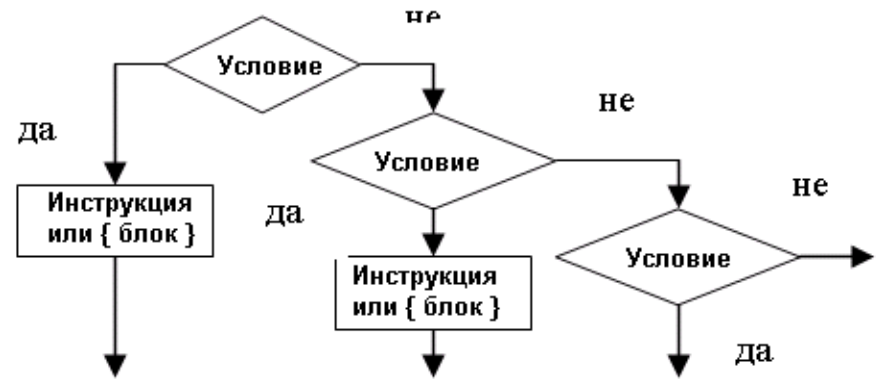 не
Условие
не
да
Условие
Инструкция
или { блок }
да
не
Условие
Инструкция
или { блок }
да